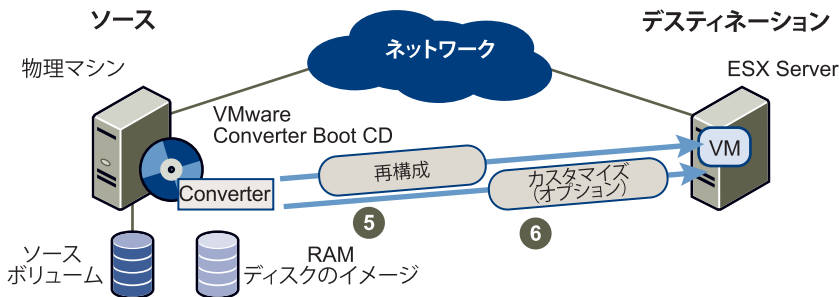 ソース
ネットワーク
デスティネーション
物理マシン
ESX Server
VMware
Converter Boot CD
VM
再構成
カスタマイズ
(オプション)
Converter
5
6
ソース
ボリューム
RAM
ディスクのイメージ